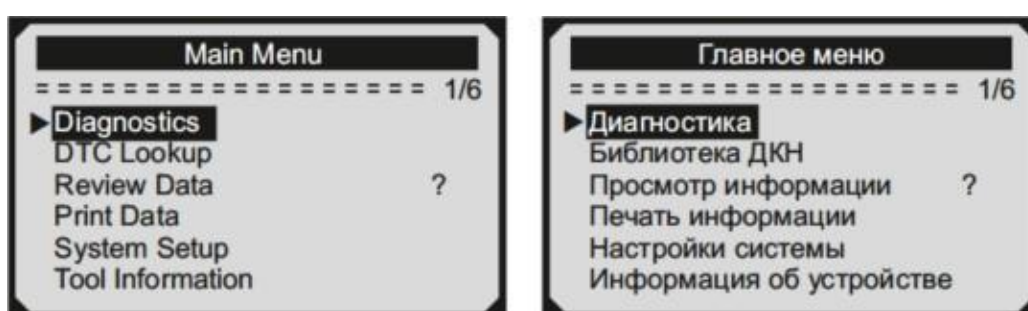 Main Menu
= = = = = = = = = = = = = = = = = = 1/6
►Diagnostics
DTC Lookup
Review Data ?
Print Data
System Setup
Tool Information
Главное меню
= = = = = = = = = = = = = = = = = = 1/6
►Диагностика
Библиотека ДКН
Просмотр информации ?
Печать информации
Настройки системы
Информация об устройстве